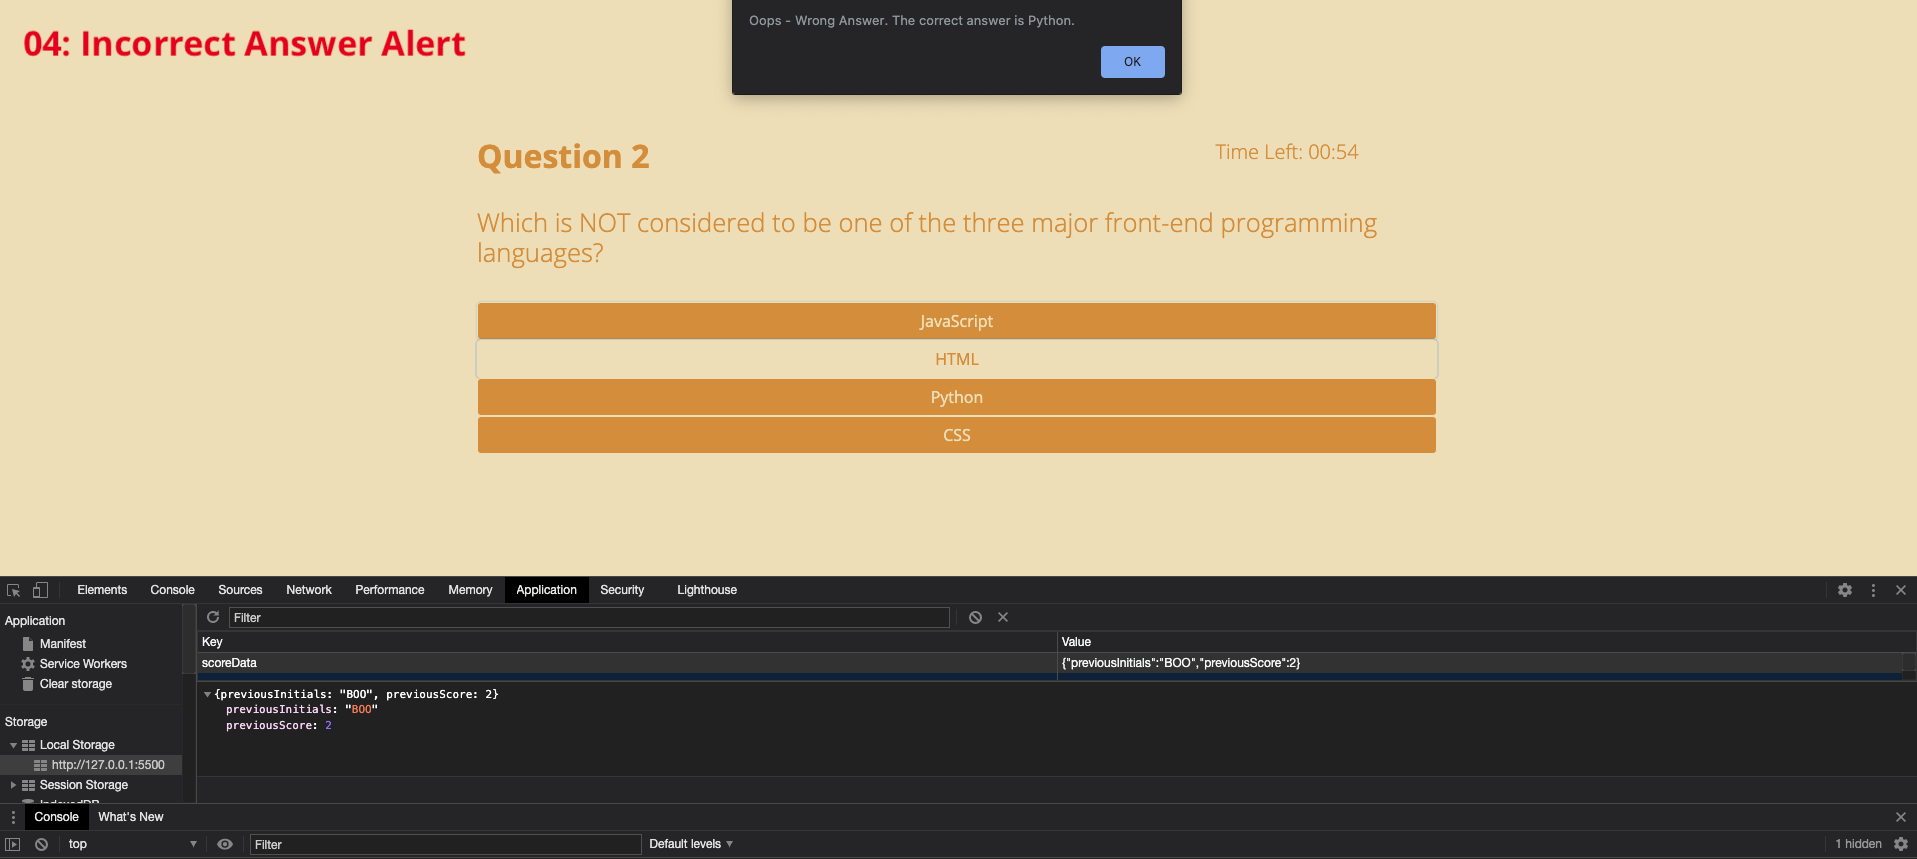 Oops - Wrong Answer. The correct answer is Python.
OK
04: Incorrect Answer Alert
Question 2
Time Left: 00:54
Which is NOT considered to be one of the three major front-end programming
languages?
JavaScript
HTML
Python
CSS
Elements Console Sources Network Performance Memory Application Security Lighthouse
Application
Manifest
Service Workers
Clear storage
Storage
Local Storage
http://127.0.0.1:5500
Session Storage
IndexedDB
Filter
Key Value
scoreData {"previousInitials":"BOO","previousScore":2}
{previousInitials: "BOO", previousScore: 2}
previousInitials: "BOO"
previousScore: 2
Console What's New
top Filter Default levels 1 hidden